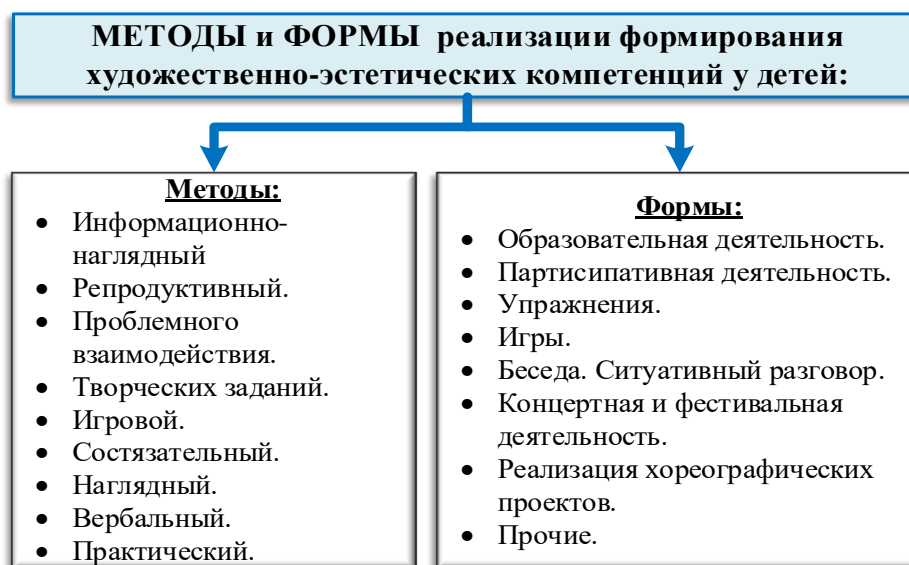 МЕТОДЫ и ФОРМЫ реализации формирования
художественно-эстетических компетенций у детей:
Методы:
• Информационно-
наглядный
• Репродуктивный.
• Проблемного
взаимодействия.
• Творческих заданий.
• Игровой.
• Состязательный.
• Наглядный.
• Вербальный.
• Практический.
Формы:
• Образовательная деятельность.
• Партисипативная деятельность.
• Упражнения.
• Игры.
• Беседа. Ситуативный разговор.
• Концертная и фестивальная
деятельность.
• Реализация хореографических
проектов.
• Прочие.